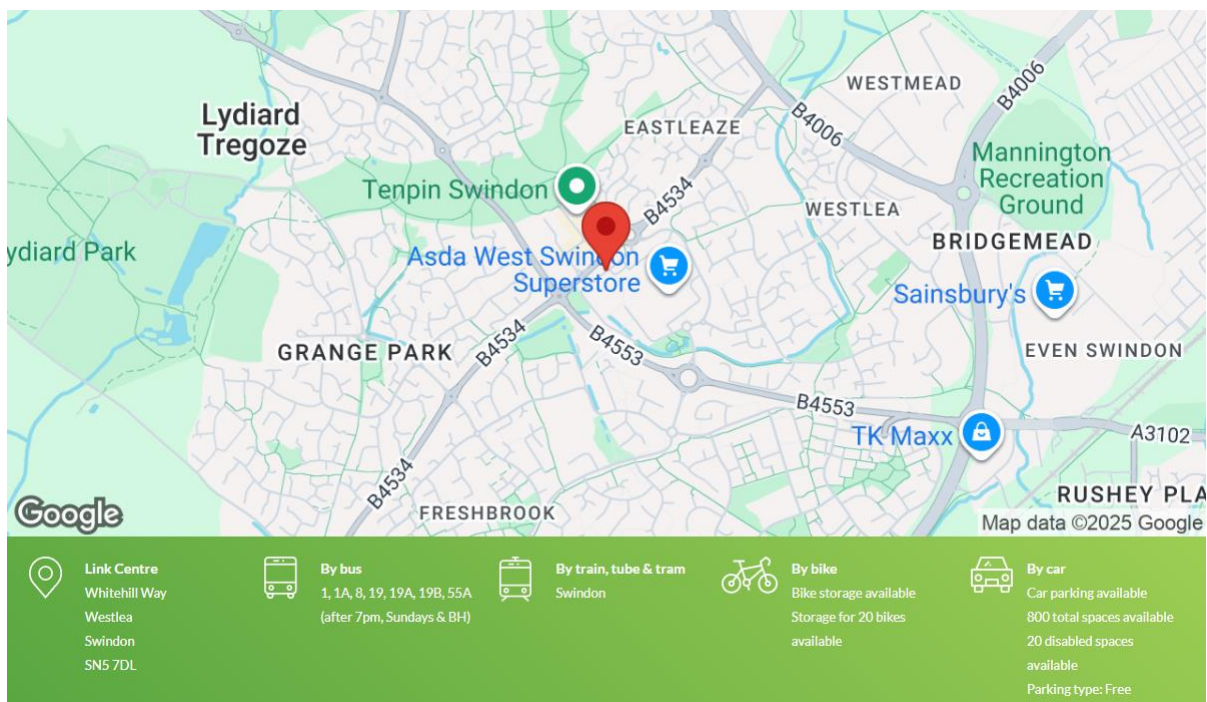 WESTMEAD
B4006
Lydiard
Tregoze
EASTLEAZE
B4006
Mannington
Recreation
Ground
Tenpin Swindon
B4534
WESTLEA
BRIDGEMEAD
ydiard Park
Asda West Swindon
Superstore
Sainsbury's
GRANGE PARK
B4534
B4553
EVEN SWINDON
B4553
TK Maxx
A3102
B4534
FRESHBROOK
RUSHEY PLA
Google
Map data ©2025 Google
Link Centre
Whitehill Way
Westlea
Swindon
SN5 7DL
By bus
1, 1A, 8, 19, 19A, 19B, 55A
(after 7pm, Sundays & BH)
By train, tube & tram
Swindon
By bike
Bike storage available
Storage for 20 bikes
available
By car
Car parking available
800 total spaces available
20 disabled spaces
available
Parking type: Free